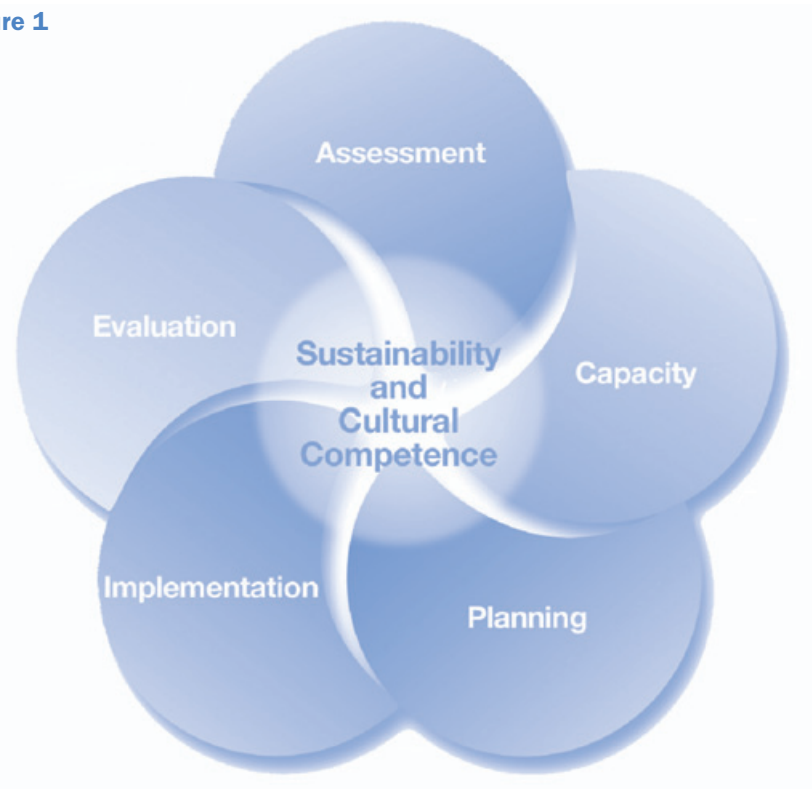 re 1
Assessment
Evaluation
Capacity
Sustainability
and
Cultural
Competence
Implementation
Planning